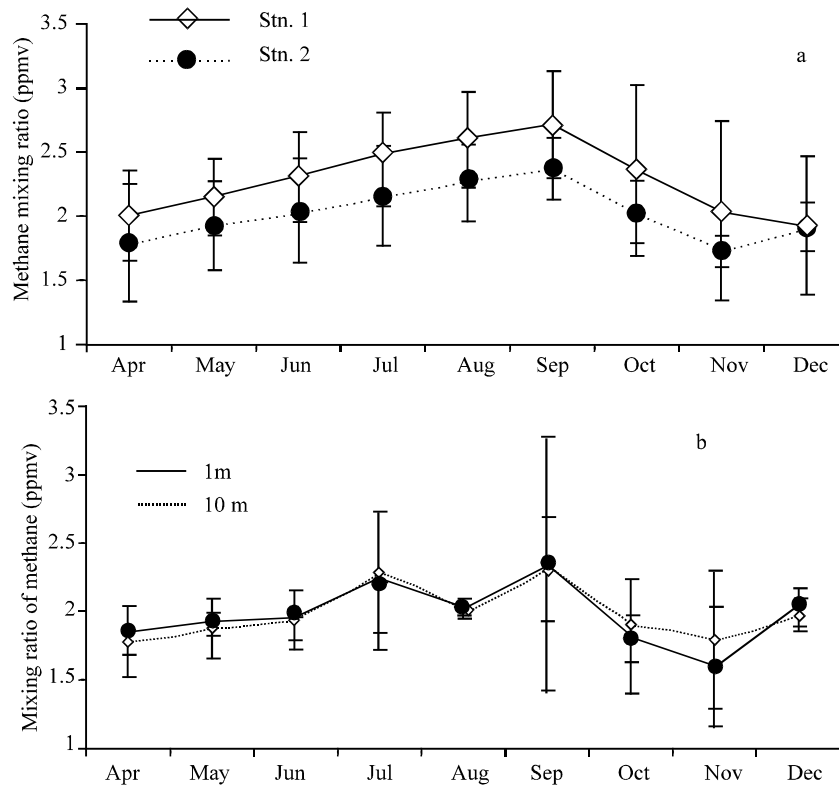 3.5
Stn. 1
Stn. 2
a
3
2.5
2
1.5
1
Methane mixing ratio (ppmv)
Apr May Jun Jul Aug Sep Oct Nov Dec
3.5
b
1m
10 m
3
2.5
2
1.5
1
Mixing ratio of methane (ppmv)
Apr May Jun Jul Aug Sep Oct Nov Dec